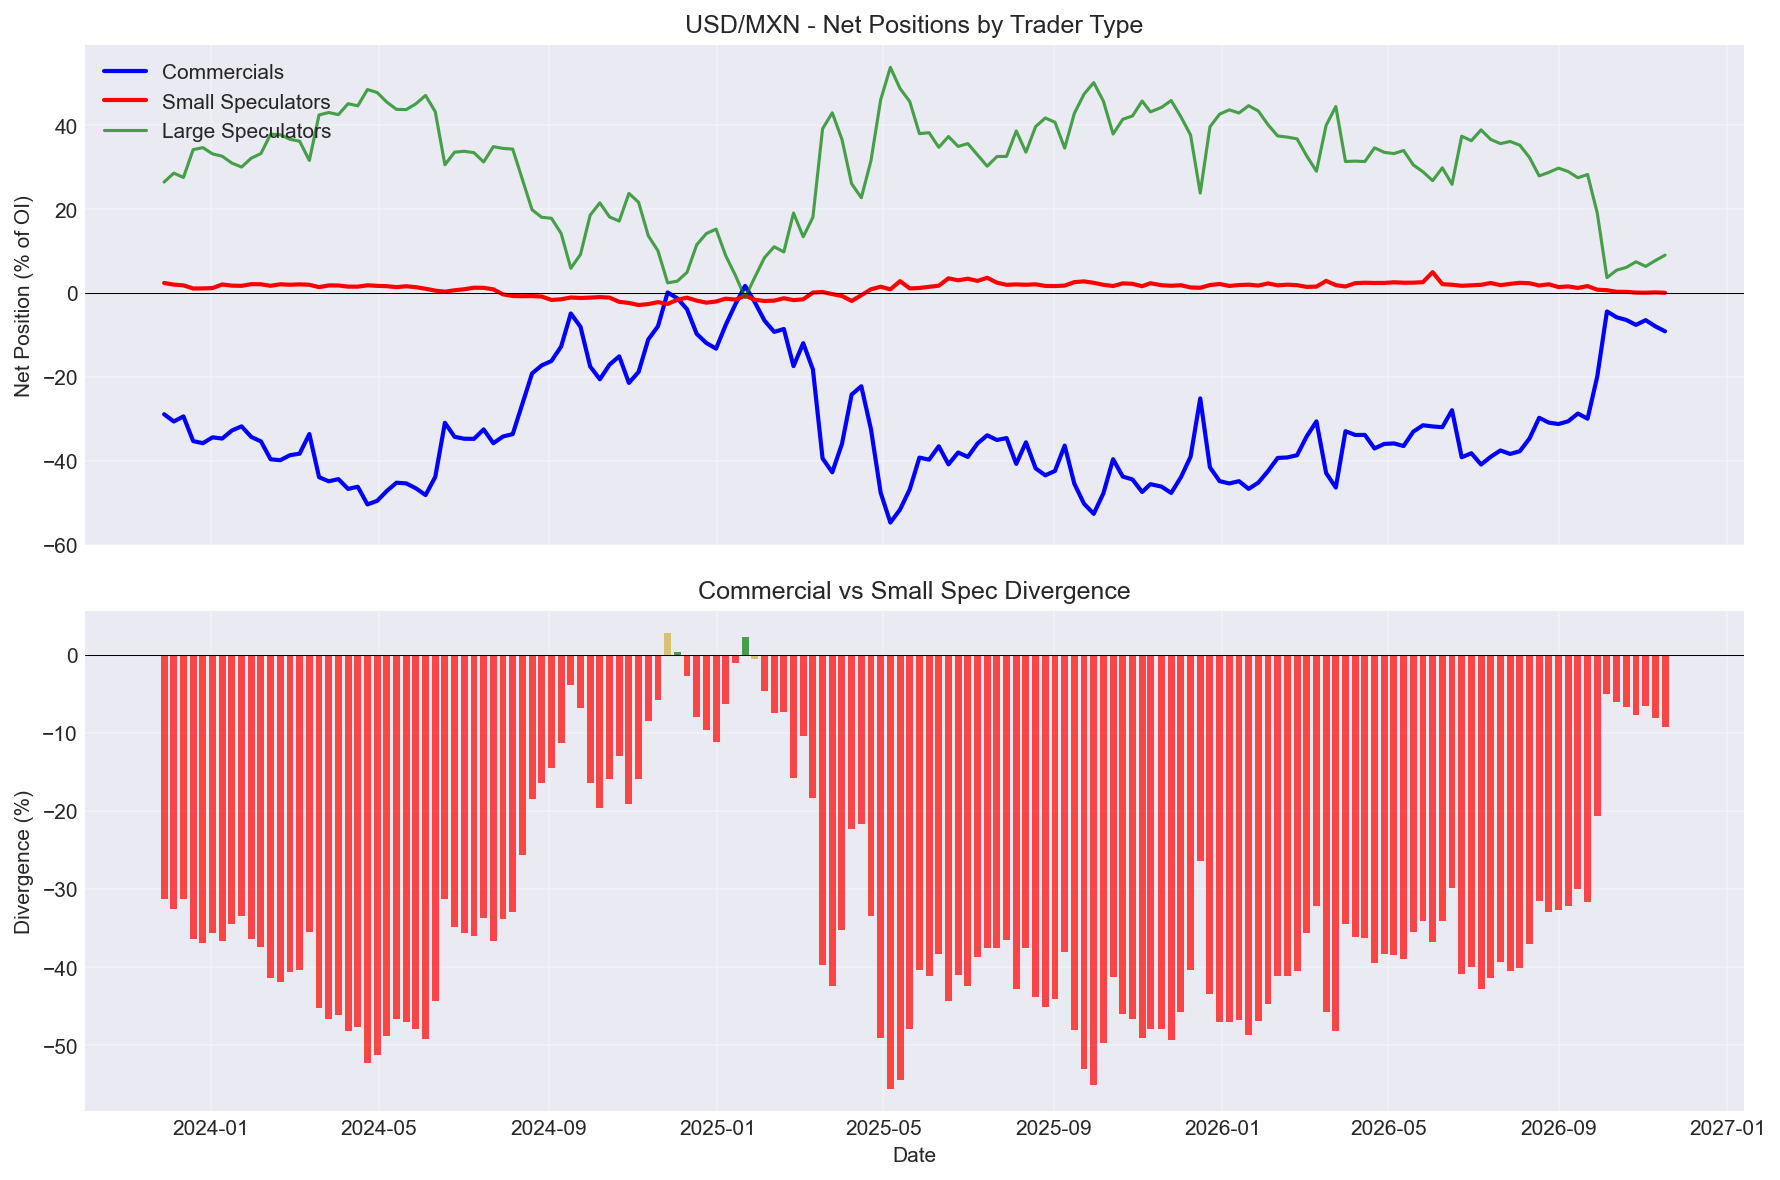 USD/MXN - Net Positions by Trader Type
Commercials
Small Speculators
Large Speculators
Net Position (% of OI)
40
20
0
−20
−40
−60
Commercial vs Small Spec Divergence
Divergence (%)
0
−10
−20
−30
−40
−50
2024-01
2024-05
2024-09
2025-01
2025-05
2025-09
2026-01
2026-05
2026-09
2027-01
Date